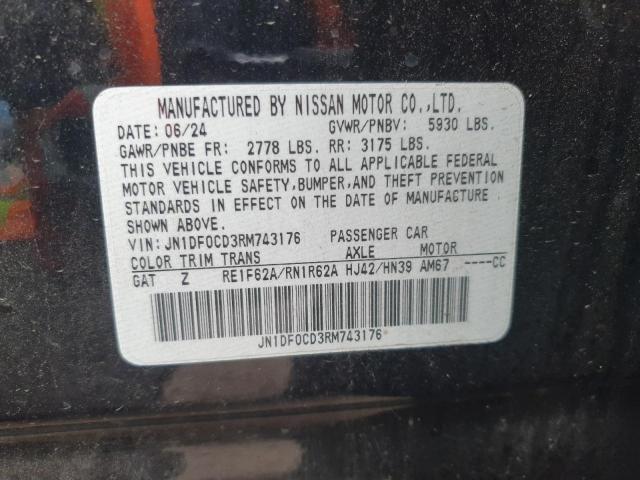 MANUFACTURED BY NISSAN MOTOR CO.,LTD.
DATE: 06/24 GVWR/PNBV: 5930 LBS.
GAWR/PNBE FR: 2778 LBS. RR: 3175 LBS.
THIS VEHICLE CONFORMS TO ALL APPLICABLE FEDERAL
MOTOR VEHICLE SAFETY,BUMPER,AND THEFT PREVENTION
STANDARDS IN EFFECT ON THE DATE OF MANUFACTURE
SHOWN ABOVE.
VIN: JN1DF0CD3RM743176 PASSENGER CAR
COLOR TRIM TRANS AXLE MOTOR
GAT Z RE1F62A/RN1R62A HJ42/HN39 AM67 ----CC
JN1DF0CD3RM743176